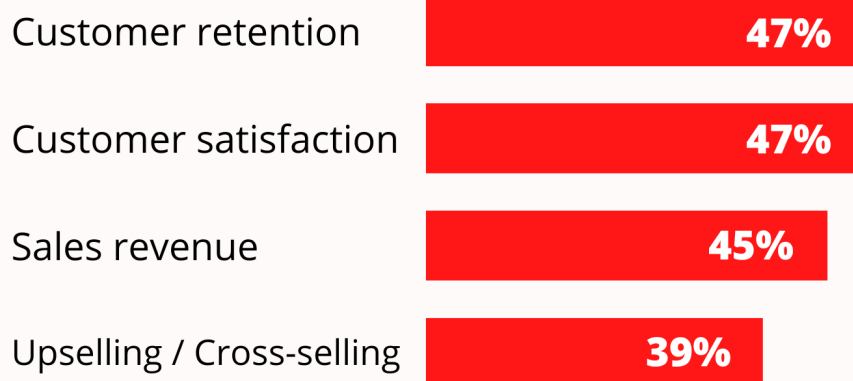 Customer retention 47%
Customer satisfaction 47%
Sales revenue 45%
Upselling / Cross-selling 39%